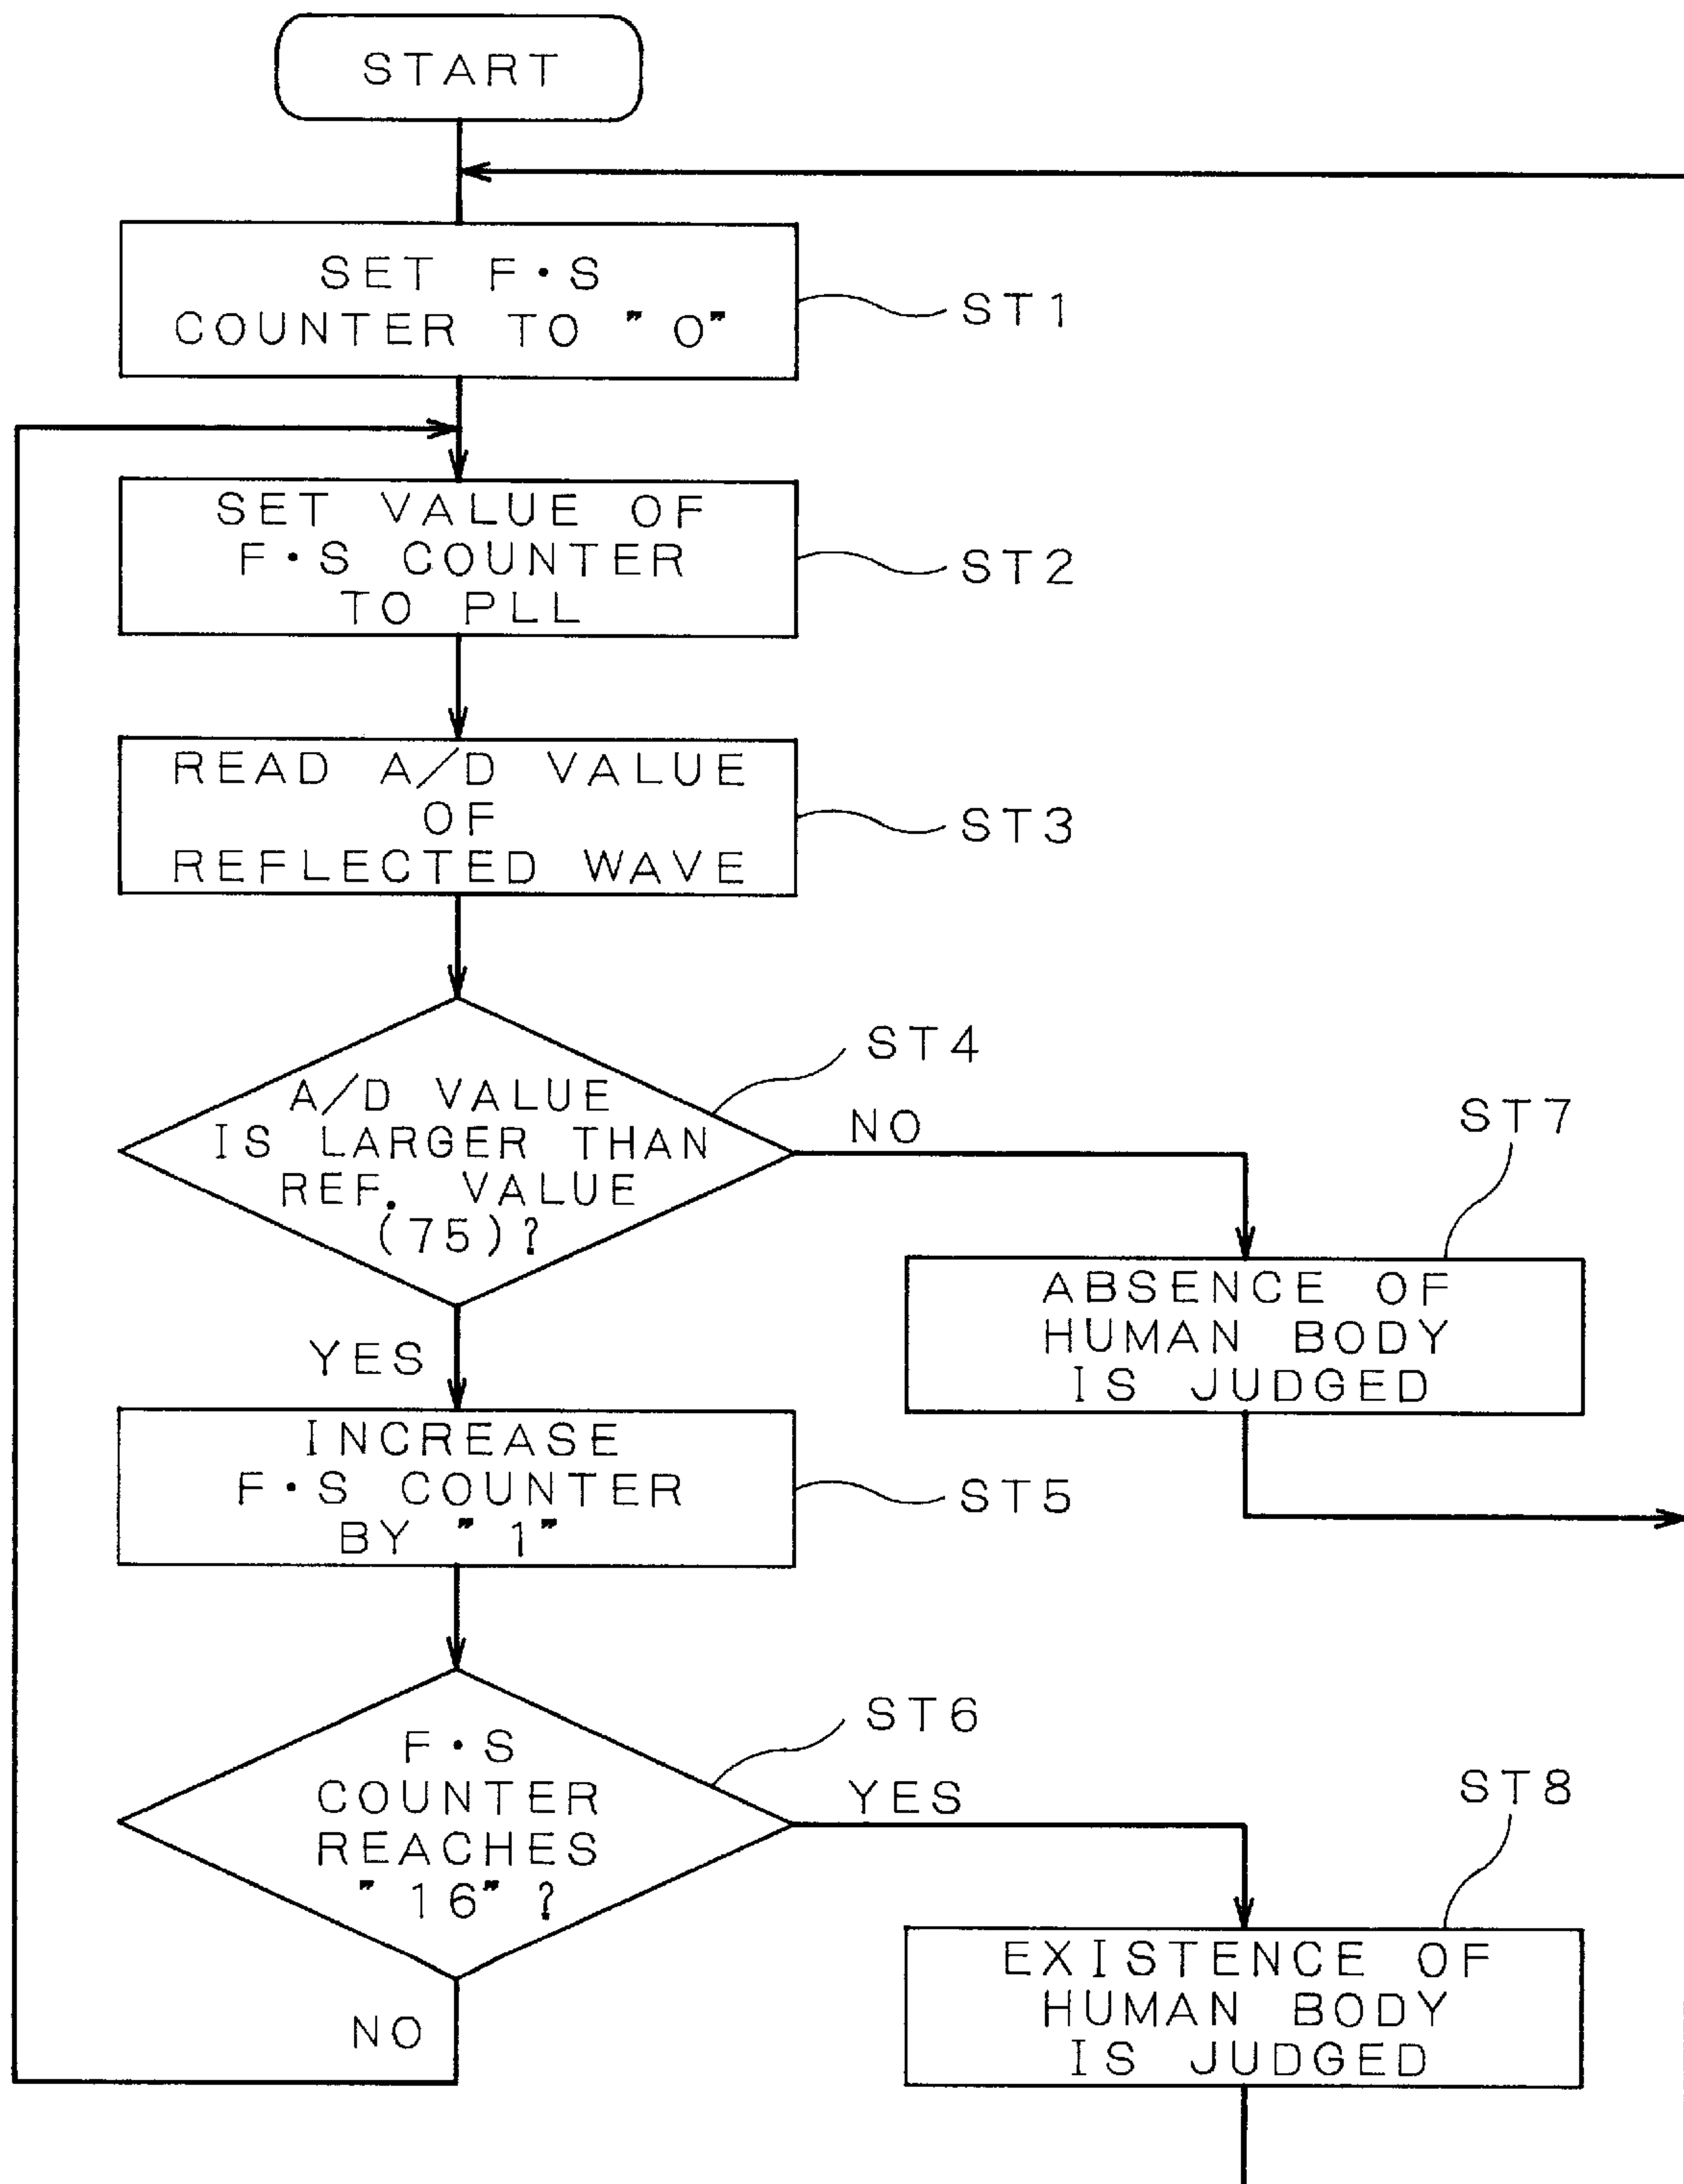 START
SET F·S
COUNTER TO "0"
ST1
SET VALUE OF
F·S COUNTER
TO PLL
ST2
READ A/D VALUE
OF
REFLECTED WAVE
ST3
ST4
A/D VALUE
IS LARGER THAN
REF. VALUE
(75)?
NO
ST7
ABSENCE OF
HUMAN BODY
IS JUDGED
YES
INCREASE
F·S COUNTER
BY "1"
ST5
ST6
F·S
COUNTER
REACHES
"16"?
YES
ST8
EXISTENCE OF
HUMAN BODY
IS JUDGED
NO